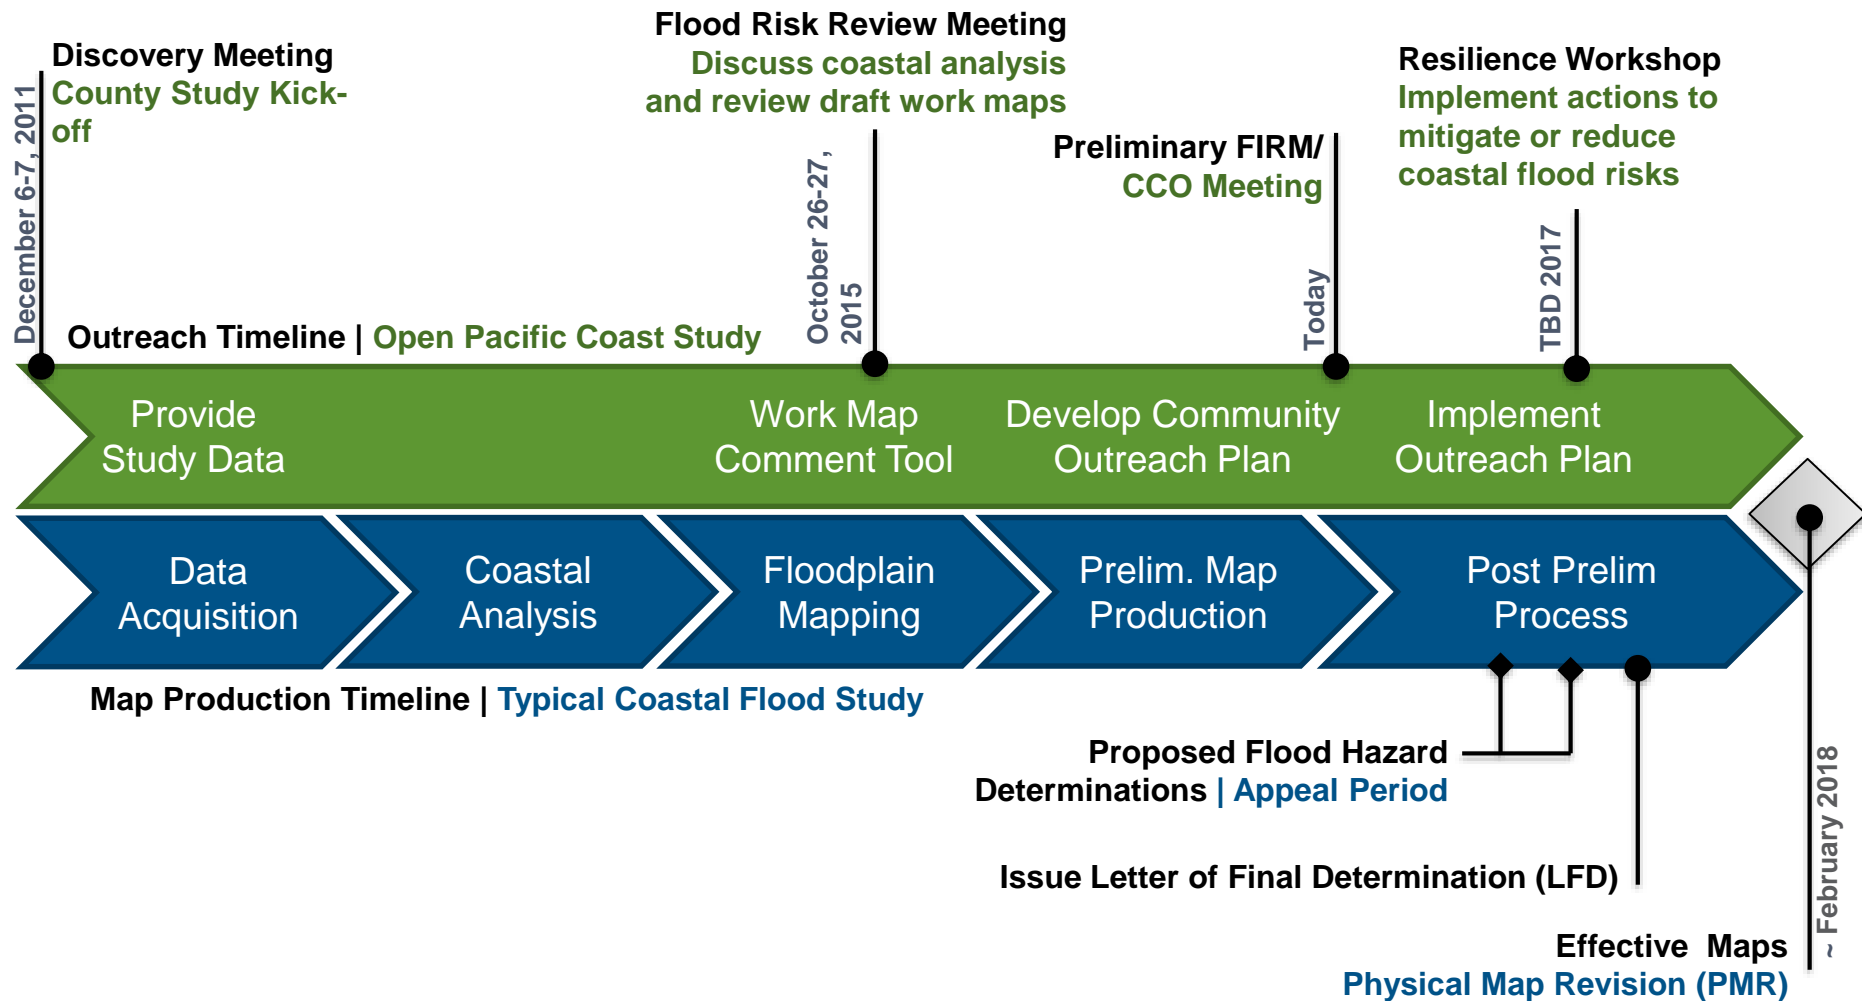 Discovery Meeting
County Study Kick-
off
December 6-7, 2011
Flood Risk Review Meeting
Discuss coastal analysis
and review draft work maps
October 26-27,
2015
Preliminary FIRM/
CCO Meeting
Today
Resilience Workshop
Implement actions to
mitigate or reduce
coastal flood risks
TBD 2017
Outreach Timeline | Open Pacific Coast Study
Provide
Study Data
Work Map
Comment Tool
Develop Community
Outreach Plan
Implement
Outreach Plan
Data
Acquisition
Coastal
Analysis
Floodplain
Mapping
Prelim. Map
Production
Post Prelim
Process
Map Production Timeline | Typical Coastal Flood Study
Proposed Flood Hazard
Determinations | Appeal Period
Issue Letter of Final Determination (LFD)
~ February 2018
Effective Maps
Physical Map Revision (PMR)